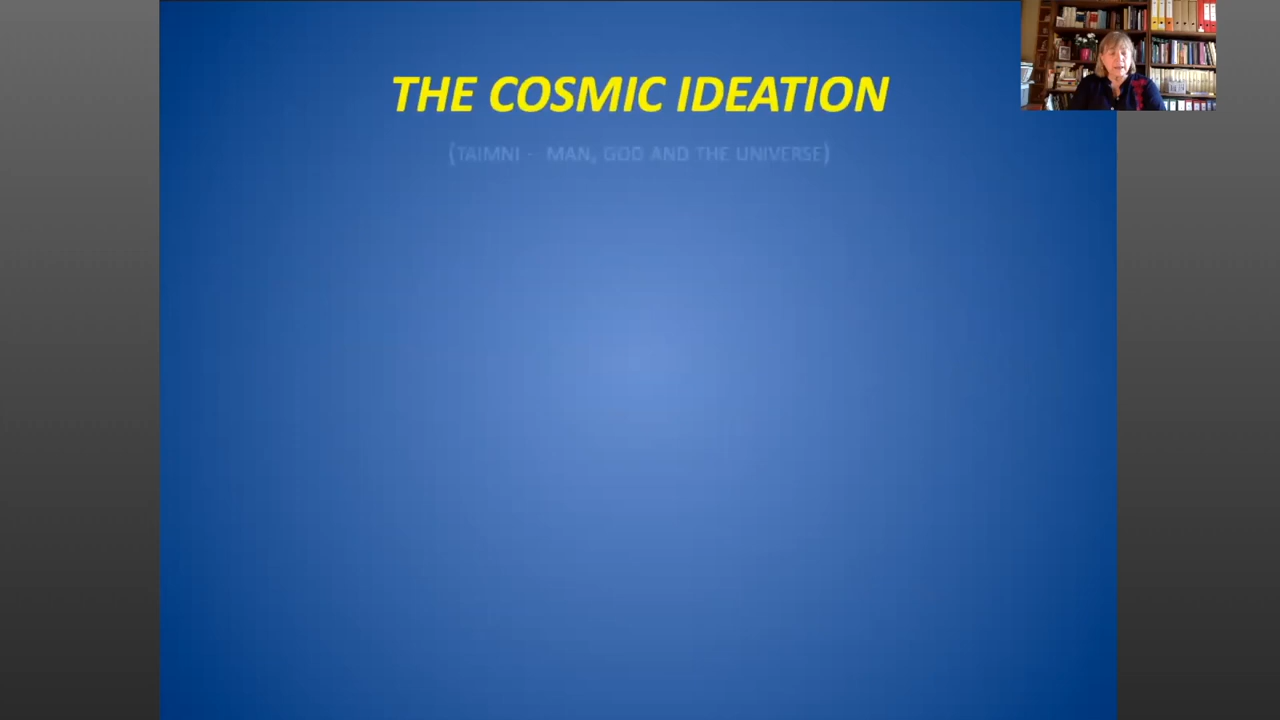 THE COSMIC IDEATION
(TAIMNI - MAN, GOD AND THE UNIVERSE)